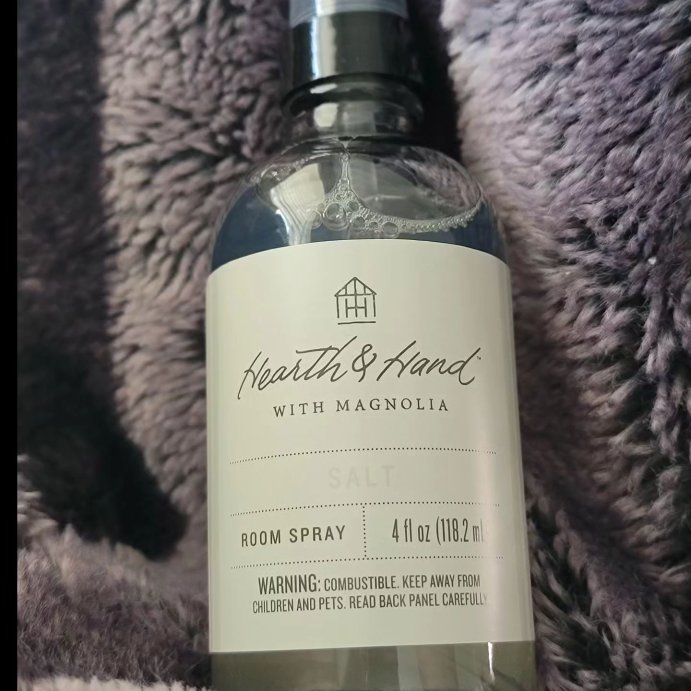 Hearth & Hand™
WITH MAGNOLIA
SALT
ROOM SPRAY
4 fl oz (118.2 ml
WARNING: COMBUSTIBLE. KEEP AWAY FROM
CHILDREN AND PETS. READ BACK PANEL CAREFULLY